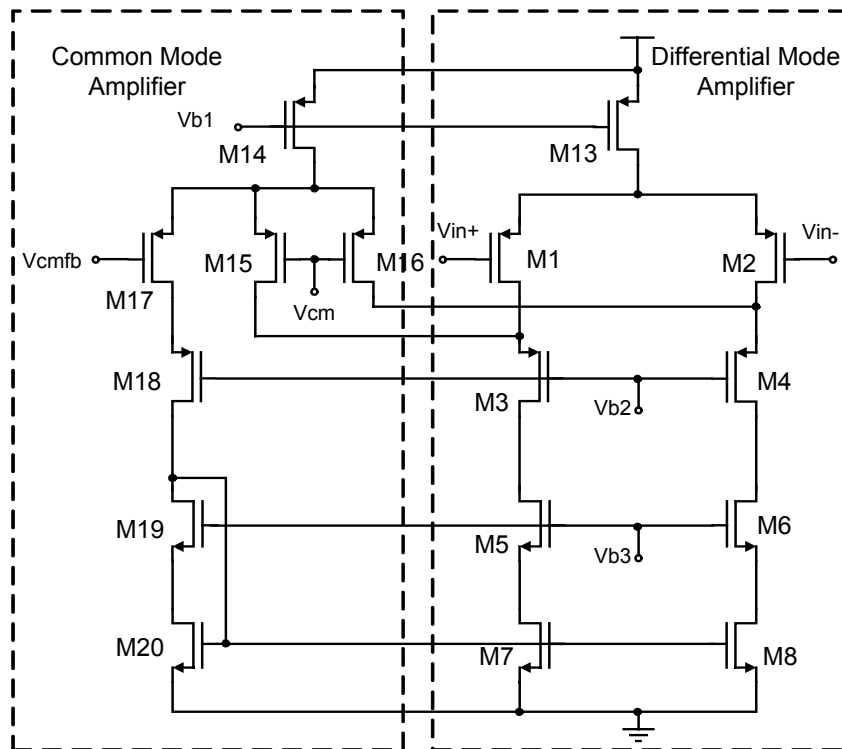 Common Mode
Amplifier
Differential Mode
Amplifier
Vb1
M14
M13
Vcmfb
M17
M15
Vcm
M16
Vin+
M1
M2
Vin-
M18
M3
Vb2
M4
M19
M5
Vb3
M6
M20
M7
M8